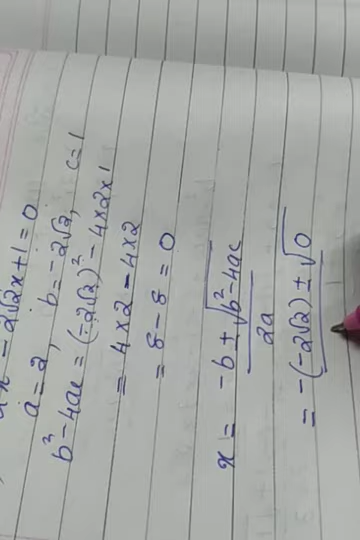 - 2√2x + 1 = 0
a = 2, b = -2√2, c = 1
b² - 4ac = (-2√2)² - 4×2×1
= 4×2 - 4×2
= 8 - 8 = 0
x = -b ± √b² - 4ac
2a
= -(-2√2) ± √0